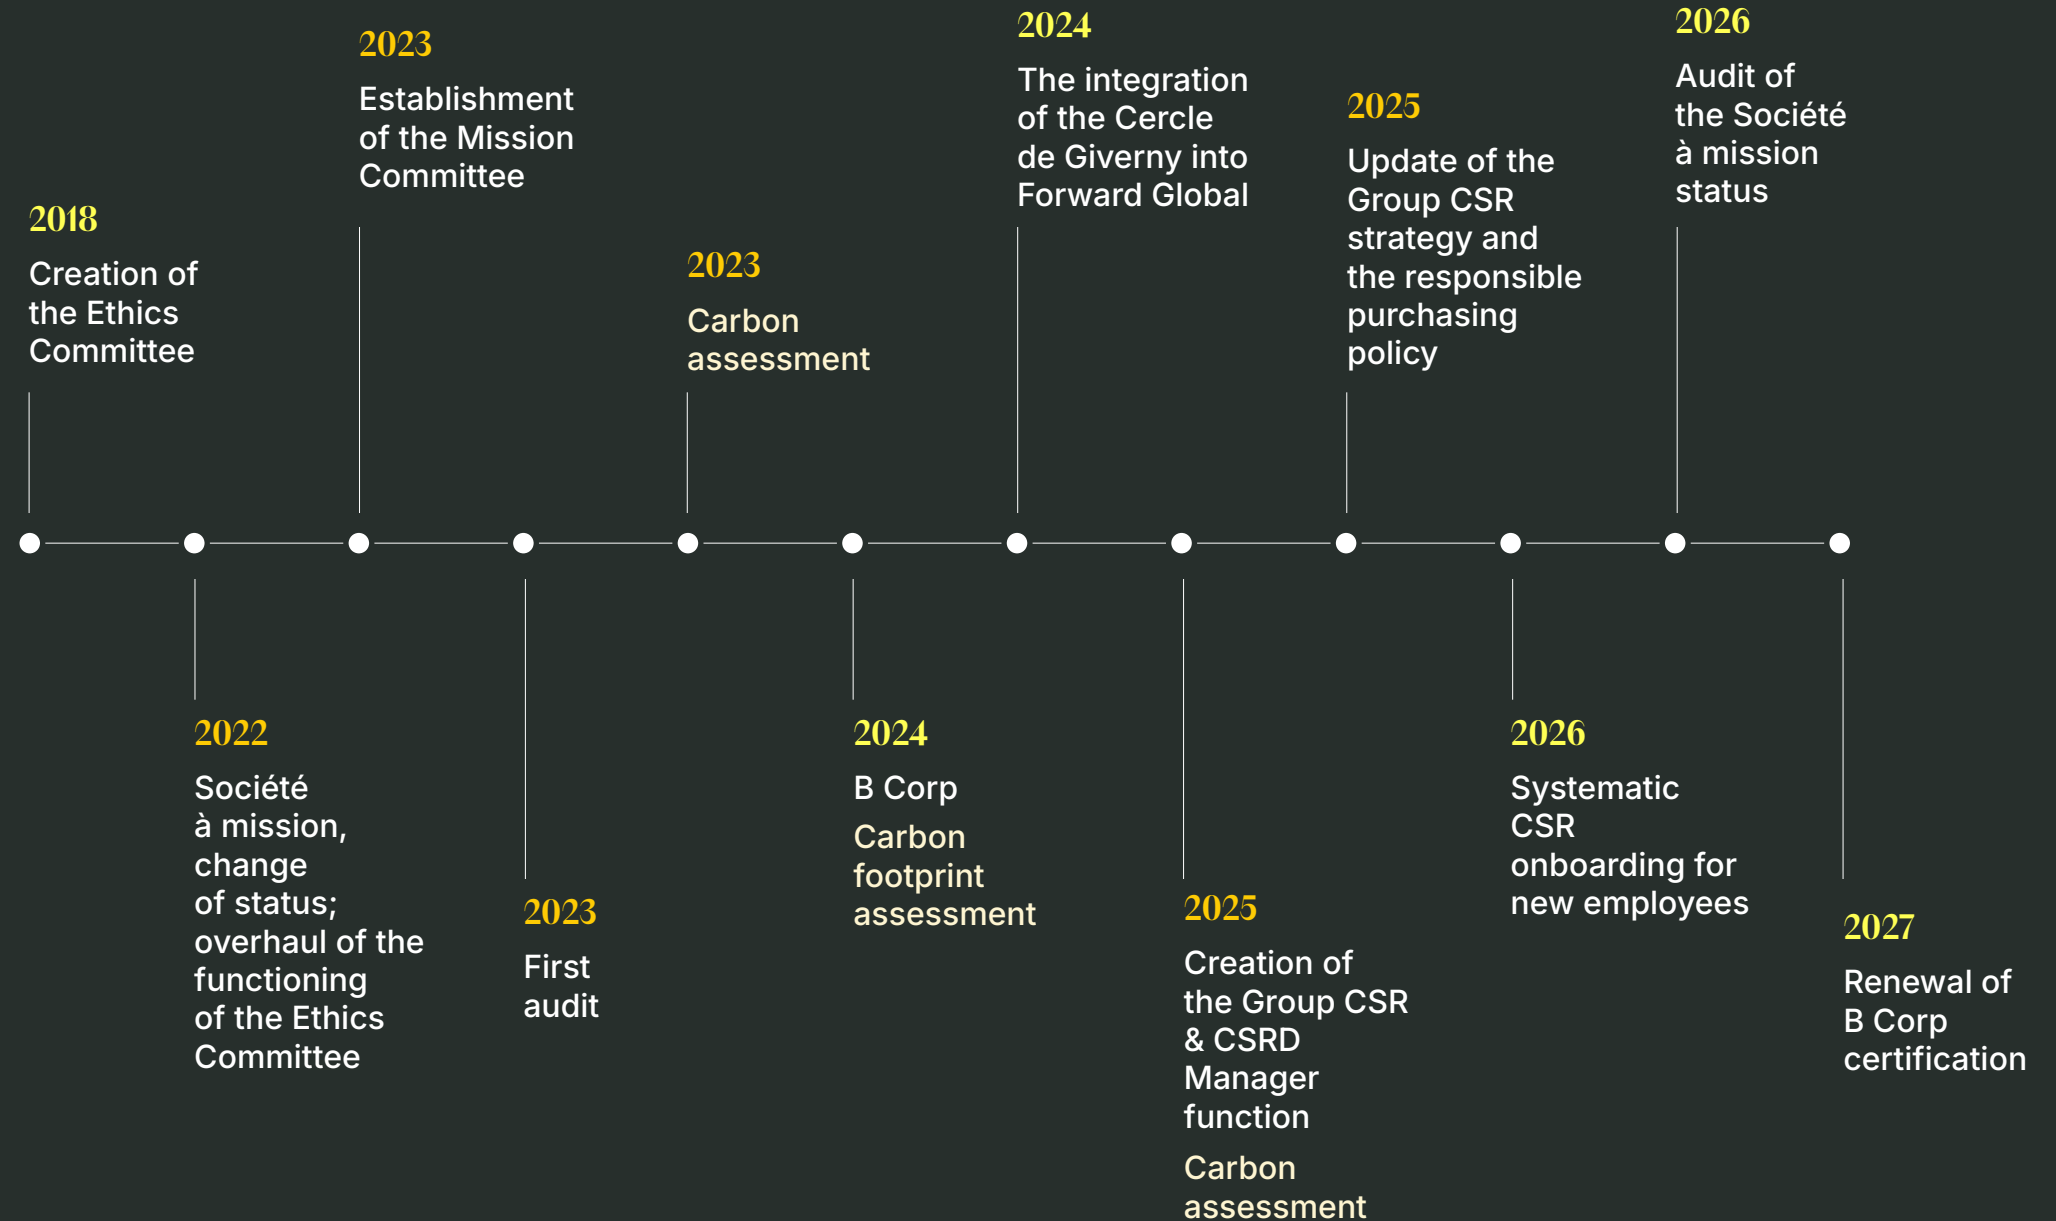 2018
Creation of
the Ethics
Committee
2022
Société
à mission,
change
of status;
overhaul of the
functioning
of the Ethics
Committee
2023
Establishment
of the Mission
Committee
2023
First
audit
2023
Carbon
assessment
2024
B Corp
Carbon
footprint
assessment
2024
The integration
of the Cercle
de Giverny into
Forward Global
2025
Creation of
the Group CSR
& CSRD
Manager
function
Carbon
assessment
2025
Update of the
Group CSR
strategy and
the responsible
purchasing
policy
2026
Systematic
CSR
onboarding for
new employees
2026
Audit of
the Société
à mission
status
2027
Renewal of
B Corp
certification